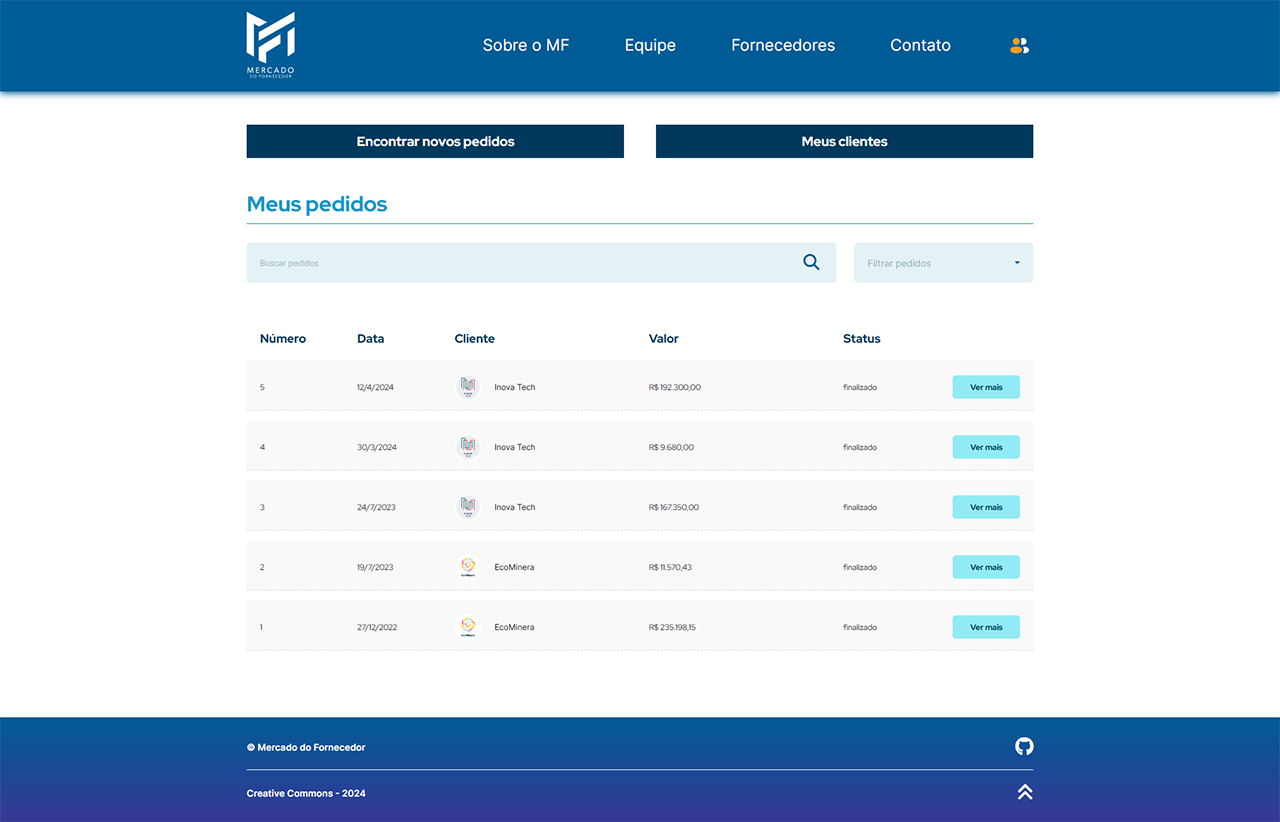 MERCADO
DO FORNECEDOR
Sobre o MF Equipe Fornecedores Contato
Encontrar novos pedidos Meus clientes
Meus pedidos
Buscar pedidos Filtrar pedidos
Número Data Cliente Valor Status
5 12/4/2024 Inova Tech R$ 192.300,00 finalizado Ver mais
4 30/3/2024 Inova Tech R$ 9.680,00 finalizado Ver mais
3 24/7/2023 Inova Tech R$ 167.350,00 finalizado Ver mais
2 19/7/2023 EcoMinera R$ 11.570,43 finalizado Ver mais
1 27/12/2022 EcoMinera R$ 235.198,15 finalizado Ver mais
© Mercado do Fornecedor
Creative Commons - 2024